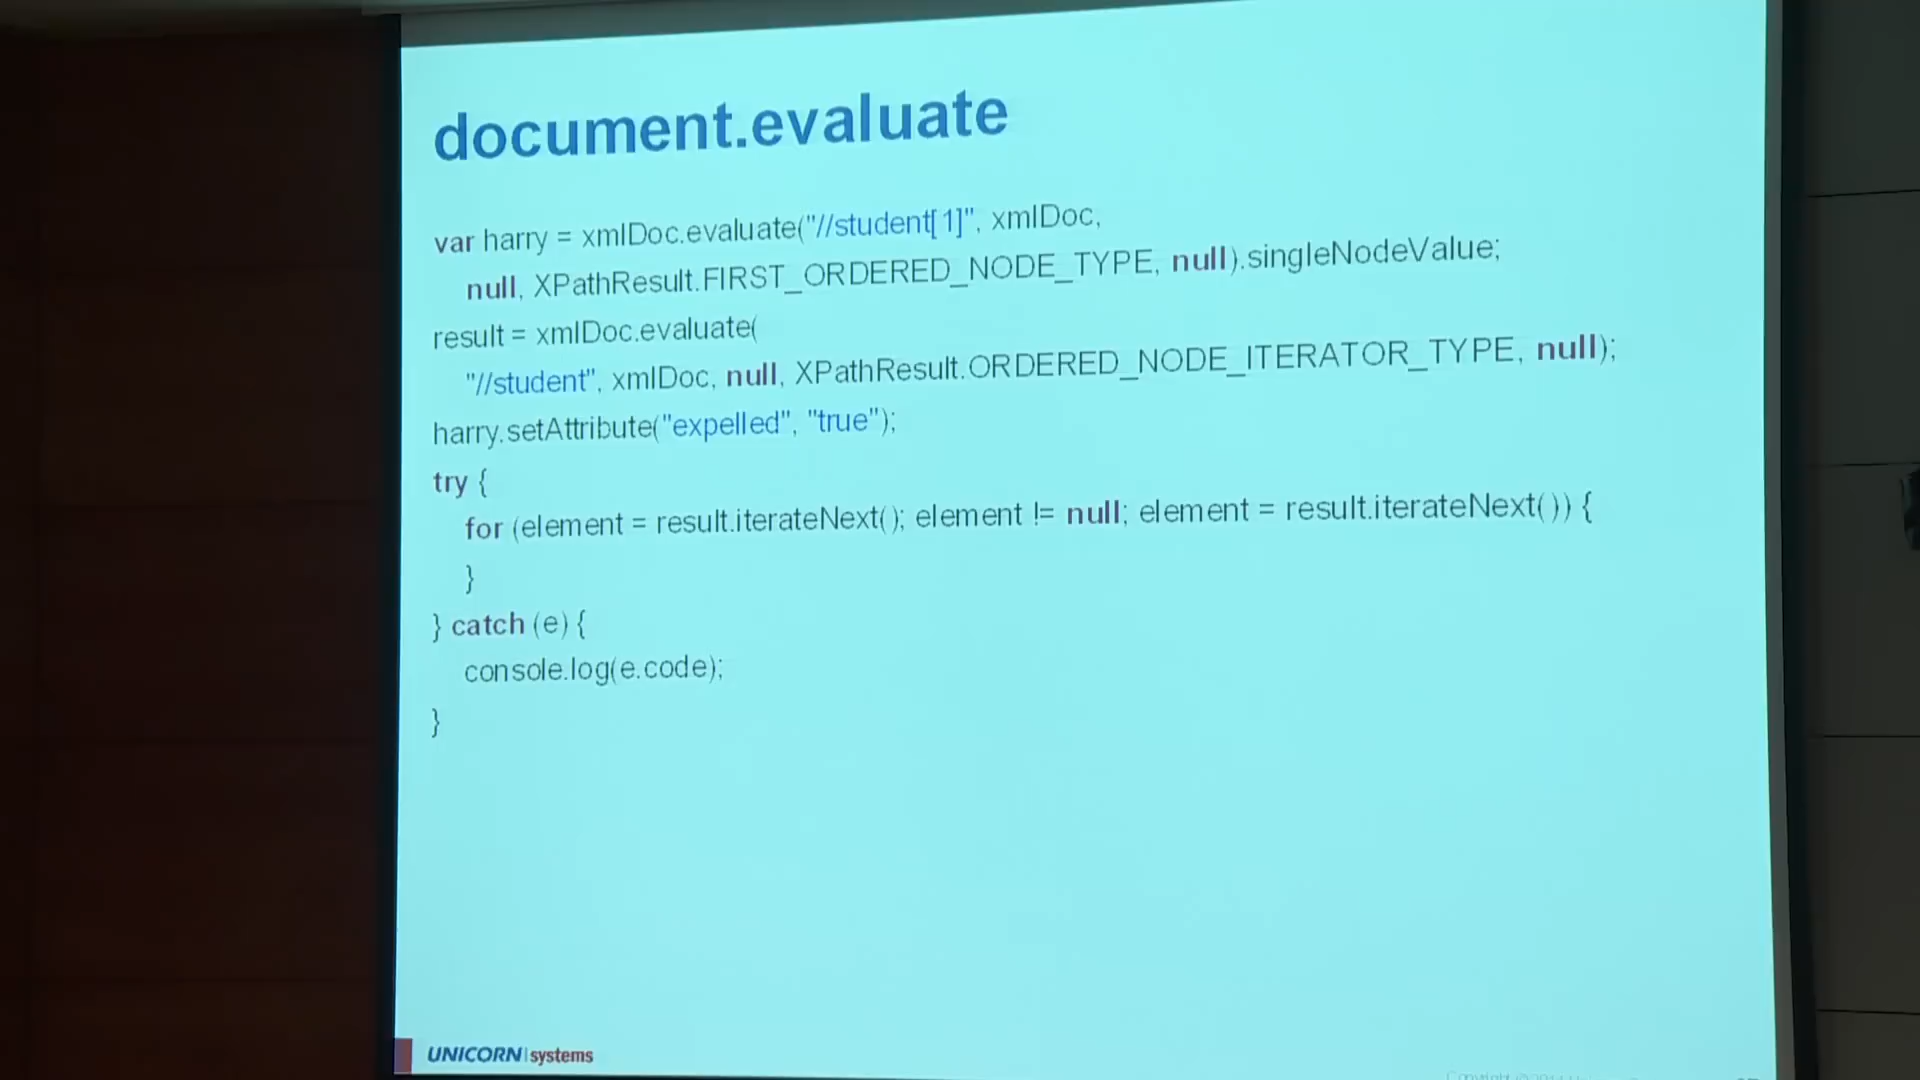 document.evaluate
var harry = xmlDoc.evaluate("//student[1]", xmlDoc,
null, XPathResult.FIRST_ORDERED_NODE_TYPE, null).singleNodeValue;
result = xmlDoc.evaluate(
"//student", xmlDoc, null, XPathResult.ORDERED_NODE_ITERATOR_TYPE, null);
harry.setAttribute("expelled", "true");
try {
for (element = result.iterateNext(); element != null; element = result.iterateNext()) {
}
} catch (e) {
console.log(e.code);
}
UNICORN|systems
Copyright